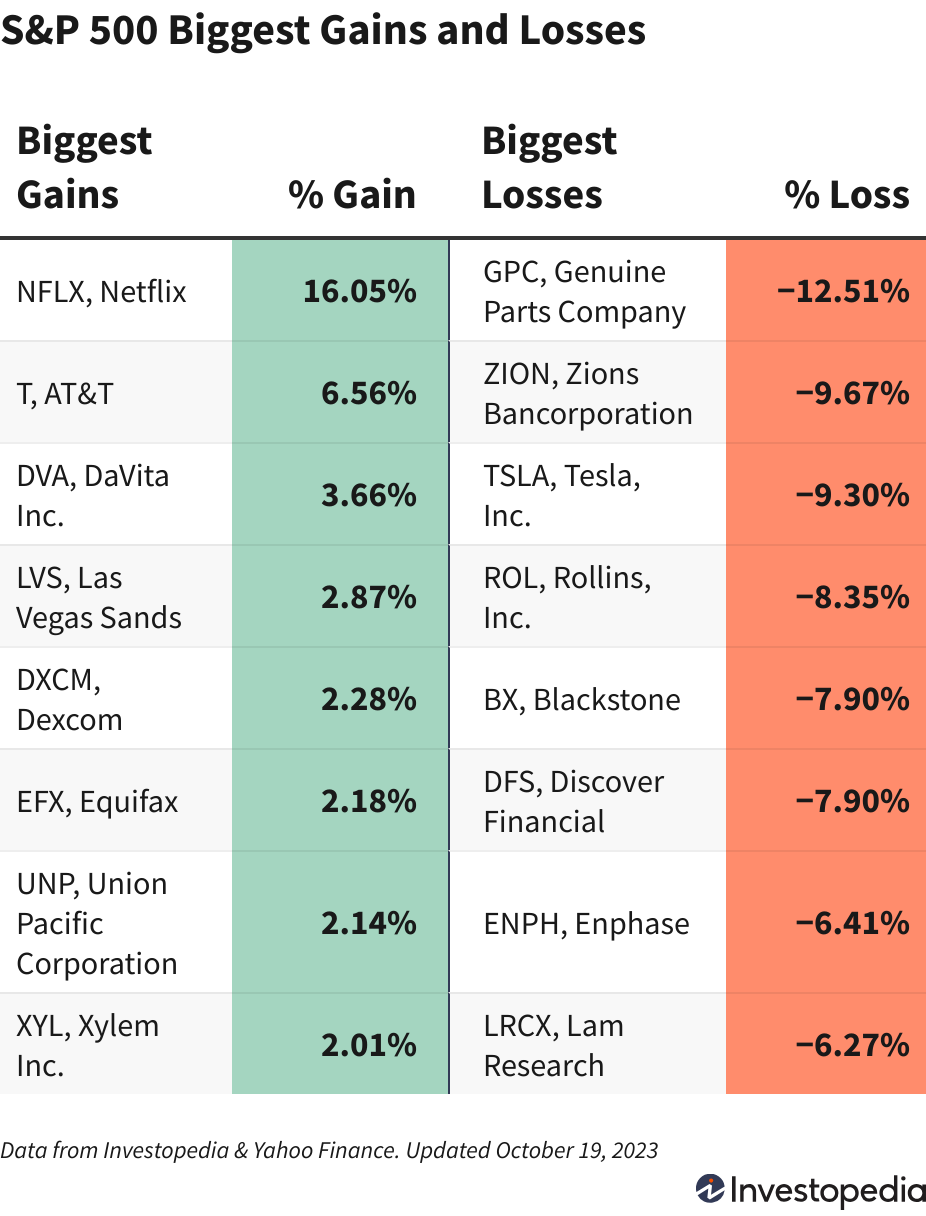 S&P 500 Biggest Gains and Losses
Biggest
Gains
% Gain
Biggest
Losses
% Loss
NFLX, Netflix
16.05%
GPC, Genuine
Parts Company
−12.51%
T, AT&T
6.56%
ZION, Zions
Bancorporation
−9.67%
DVA, DaVita
Inc.
3.66%
TSLA, Tesla,
Inc.
−9.30%
LVS, Las
Vegas Sands
2.87%
ROL, Rollins,
Inc.
−8.35%
DXCM,
Dexcom
2.28%
BX, Blackstone
−7.90%
EFX, Equifax
2.18%
DFS, Discover
Financial
−7.90%
UNP, Union
Pacific
Corporation
2.14%
ENPH, Enphase
−6.41%
XYL, Xylem
Inc.
2.01%
LRCX, Lam
Research
−6.27%
Data from Investopedia & Yahoo Finance. Updated October 19, 2023
Investopedia